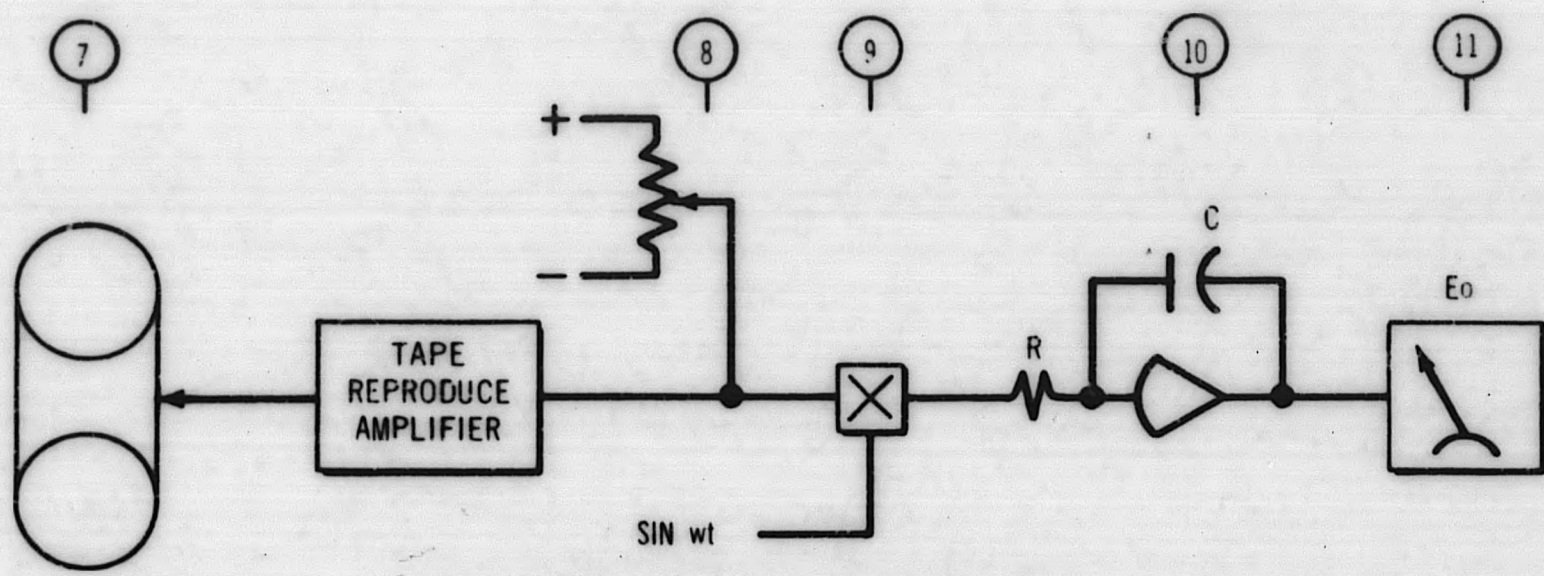 7
8
9
10
11
+
−
C
Eo
R
TAPE
REPRODUCE
AMPLIFIER
SIN wt